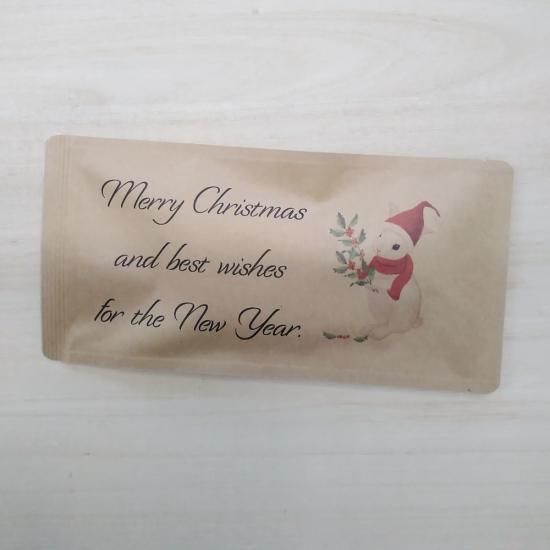 Merry Christmas
and best wishes
for the New Year.